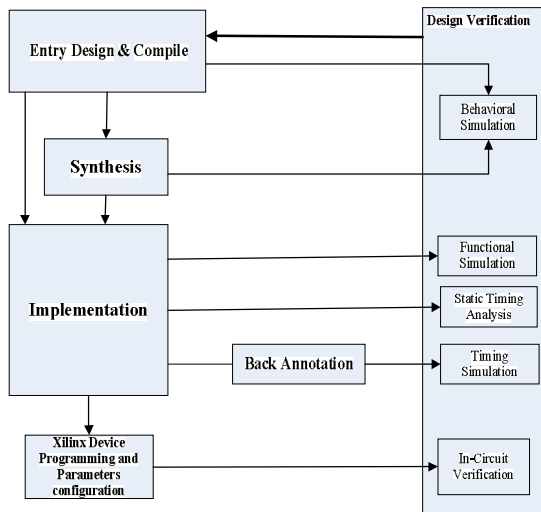 Design Verification
Entry Design & Compile
Behavioral
Simulation
Synthesis
Functional
Simulation
Static Timing
Analysis
Implementation
Back Annotation
Timing
Simulation
Xilinx Device
Programming and
Parameters
configuration
In-Circuit
Verification